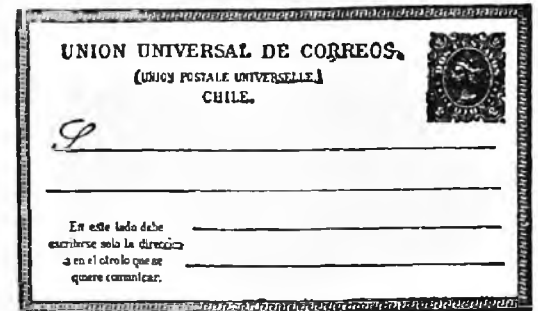 UNION UNIVERSAL DE CORREOS.
(UNION POSTALE UNIVERSELLE.)
CHILE.
S
En este lado debe
escribirse solo la direccion
a en el otro lo que se
quiere comunicar.